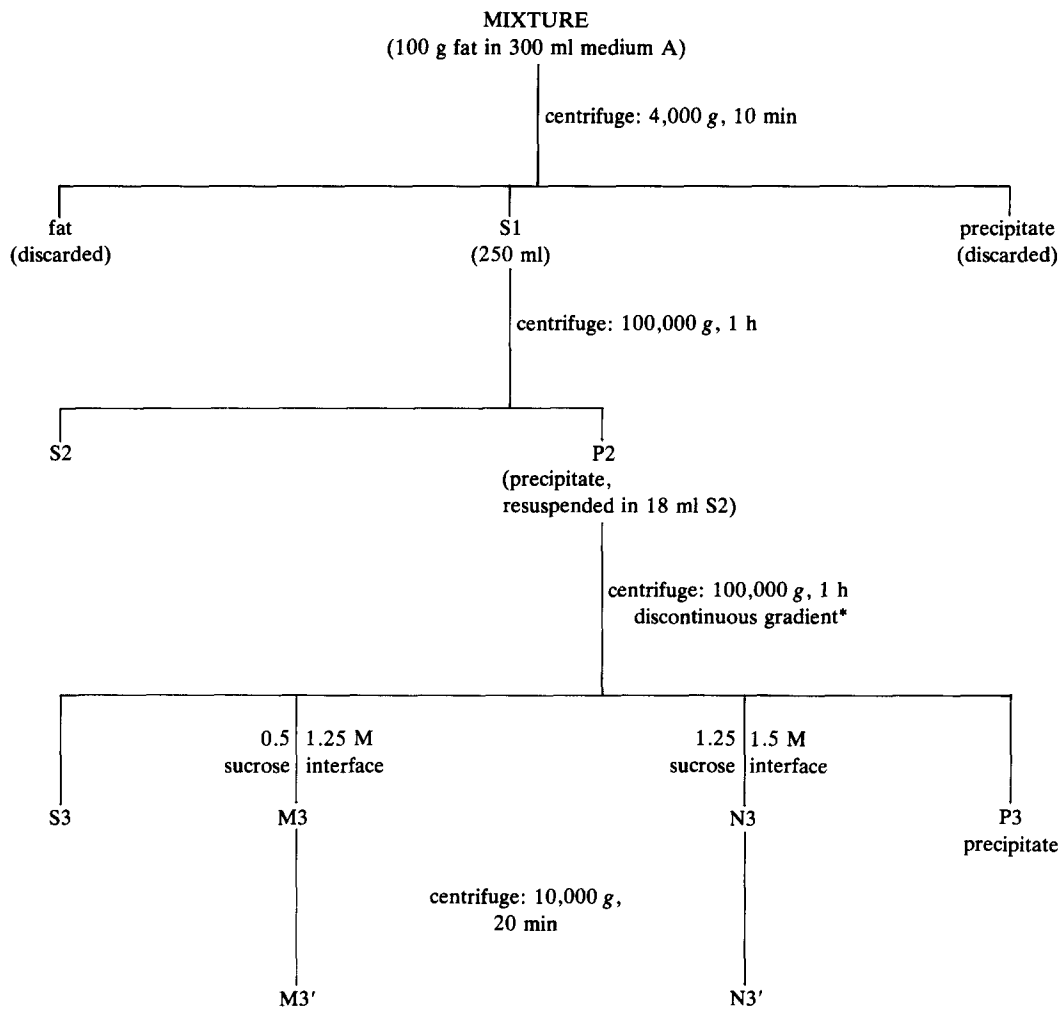 MIXTURE
(100 g fat in 300 ml medium A)
centrifuge: 4,000 g, 10 min
fat
(discarded)
S1
(250 ml)
precipitate
(discarded)
centrifuge: 100,000 g, 1 h
S2
P2
(precipitate,
resuspended in 18 ml S2)
centrifuge: 100,000 g, 1 h
discontinuous gradient*
0.5 1.25 M
sucrose interface
1.25 1.5 M
sucrose interface
S3
M3
N3
P3
precipitate
centrifuge: 10,000 g,
20 min
M3'
N3'